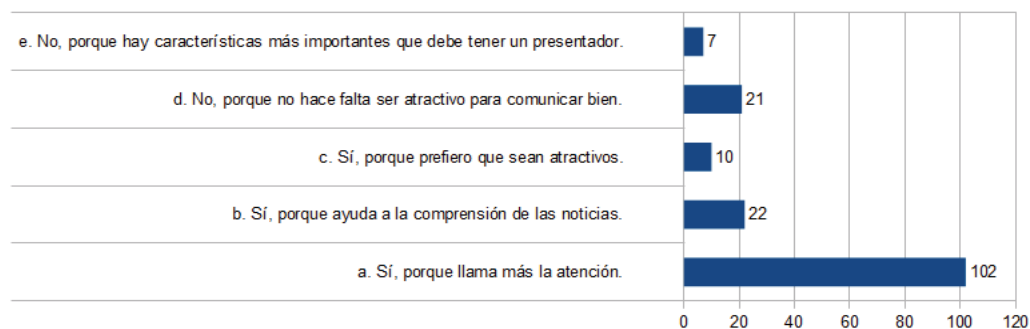 e. No, porque hay características más importantes que debe tener un presentador.
7
d. No, porque no hace falta ser atractivo para comunicar bien.
21
c. Sí, porque prefiero que sean atractivos.
10
b. Sí, porque ayuda a la comprensión de las noticias.
22
a. Sí, porque llama más la atención.
102
0 20 40 60 80 100 120